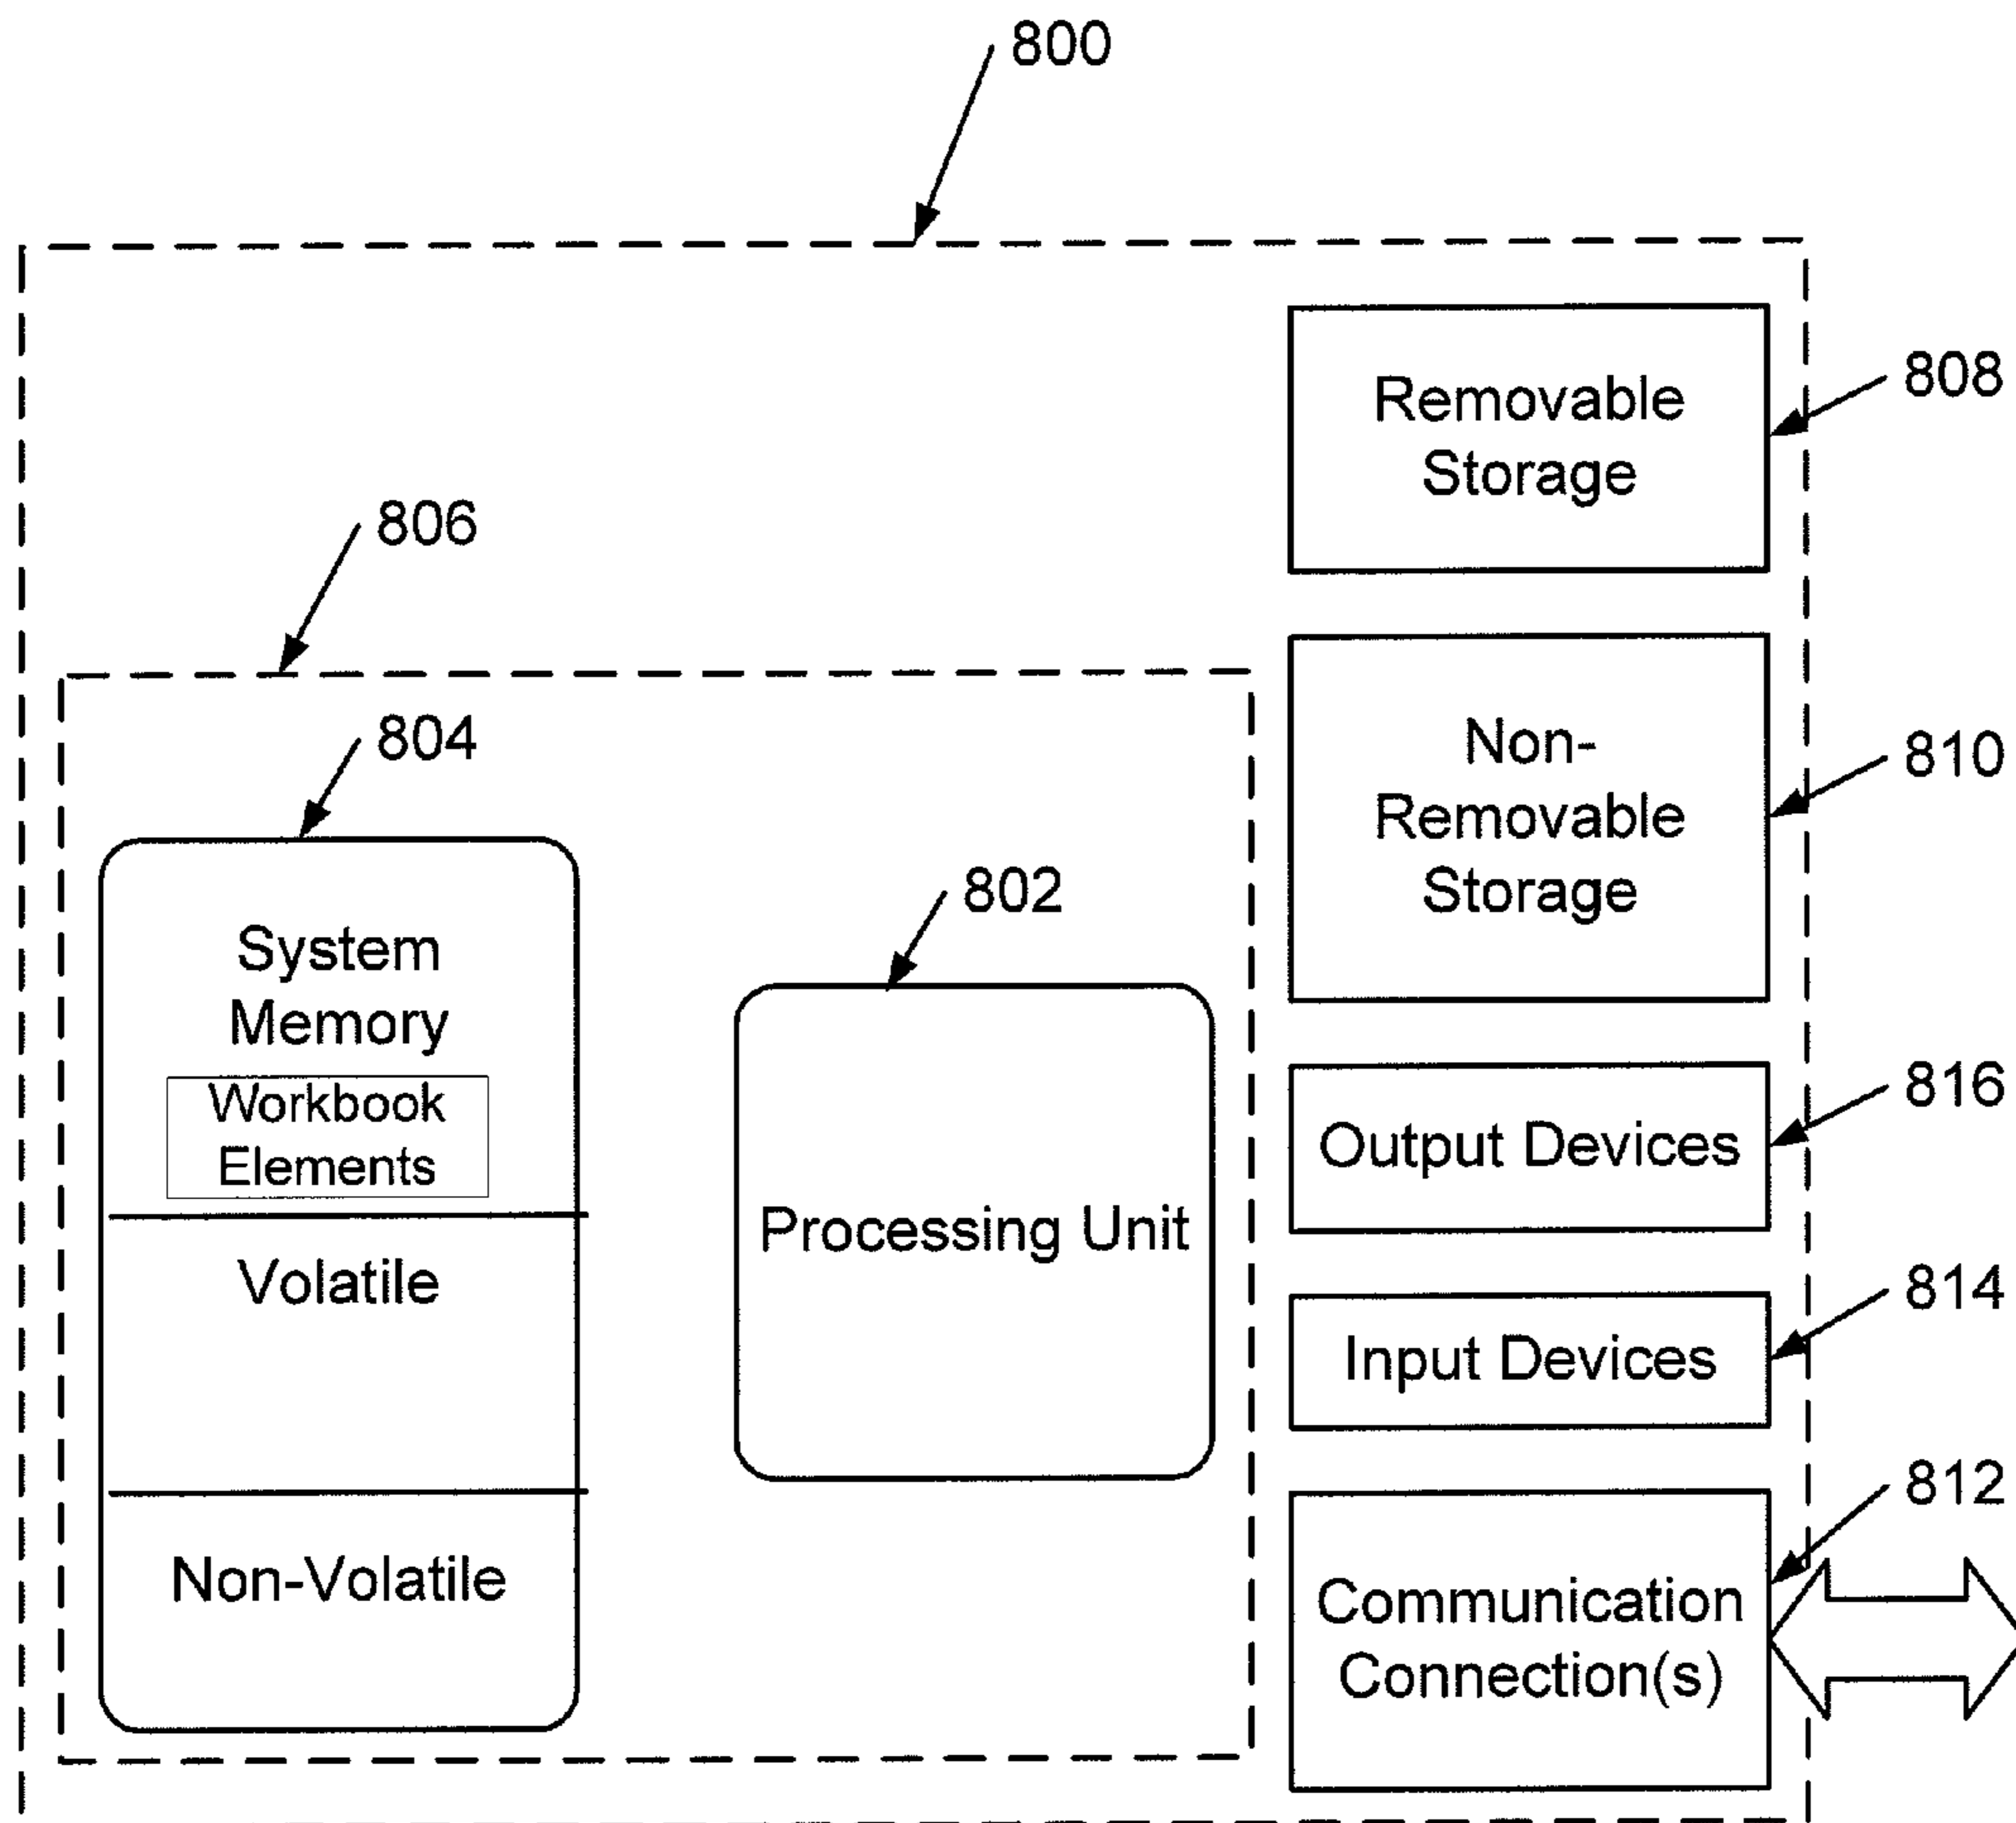 800
Removable
Storage
808
806
Non-
Removable
Storage
810
804
System
Memory
Workbook
Elements
Volatile
Non-Volatile
802
Processing Unit
Output Devices
816
Input Devices
814
812
Communication
Connection(s)